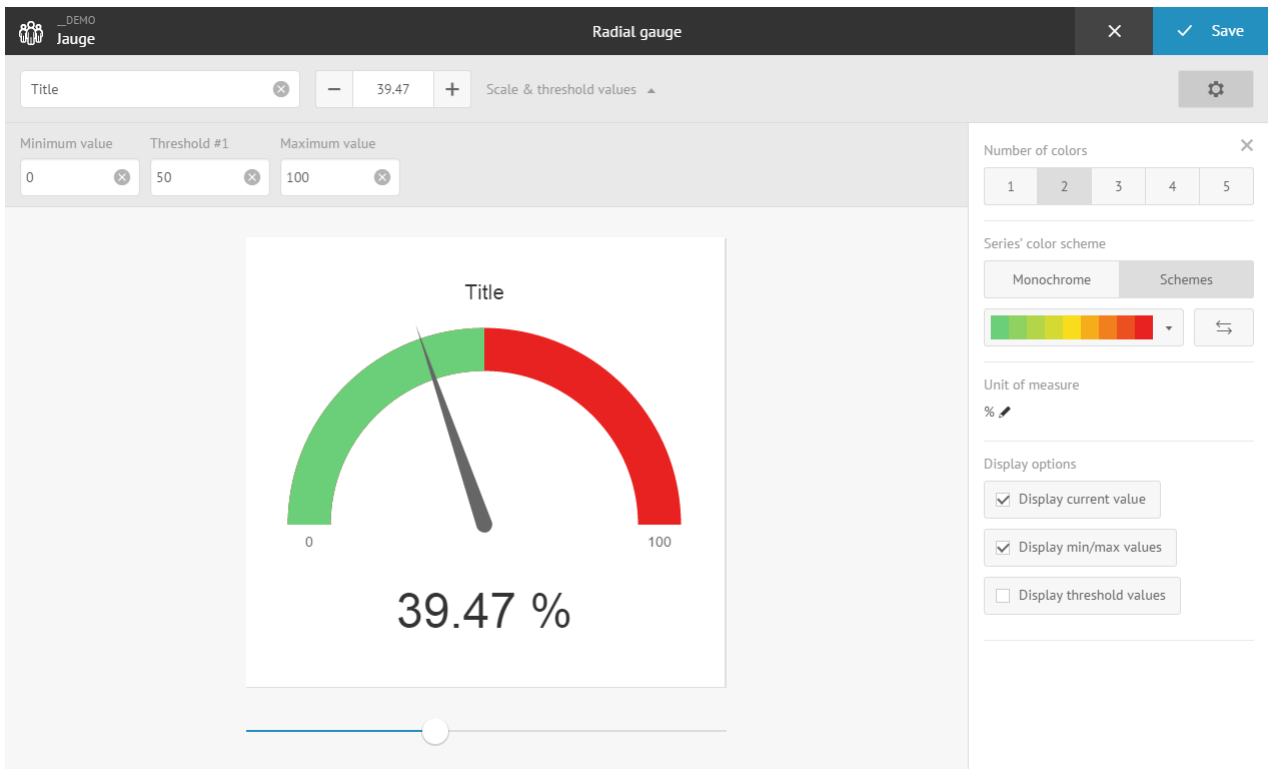 __DEMO
Jauge
Radial gauge
Save
Title
39.47
Scale & threshold values
Minimum value
Threshold #1
Maximum value
0
50
100
Title
0
100
39.47 %
Number of colors
1 2 3 4 5
Series' color scheme
Monochrome
Schemes
Unit of measure
%
Display options
Display current value
Display min/max values
Display threshold values